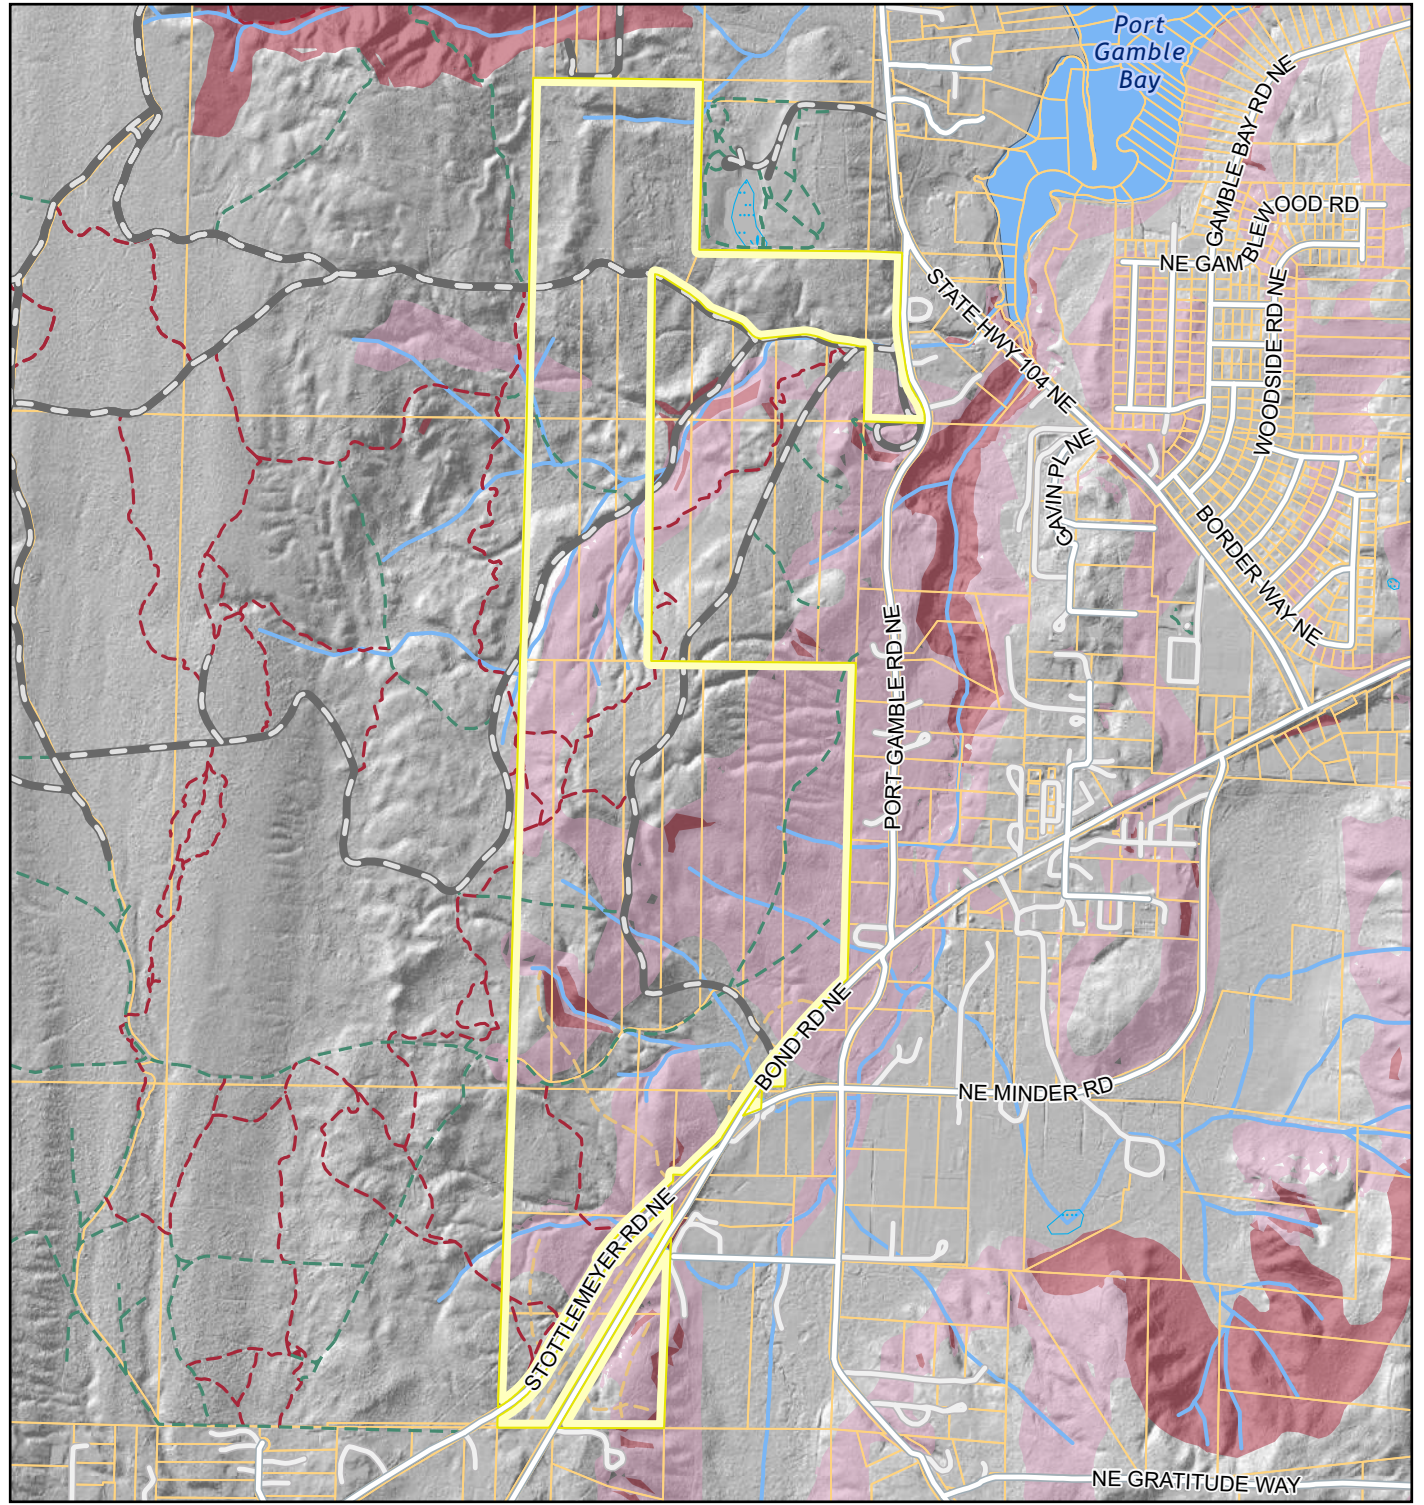 Port
Gamble
Bay
GAMBLE BAY RD NE
NE GAMBLEWOOD RD
WOODSIDE RD NE
STATE HWY 104 NE
GAVIN PL NE
BORDER WAY NE
PORT GAMBLE RD NE
BOND RD NE
NE MINDER RD
STOTTLEMEYER RD NE
NE GRATITUDE WAY